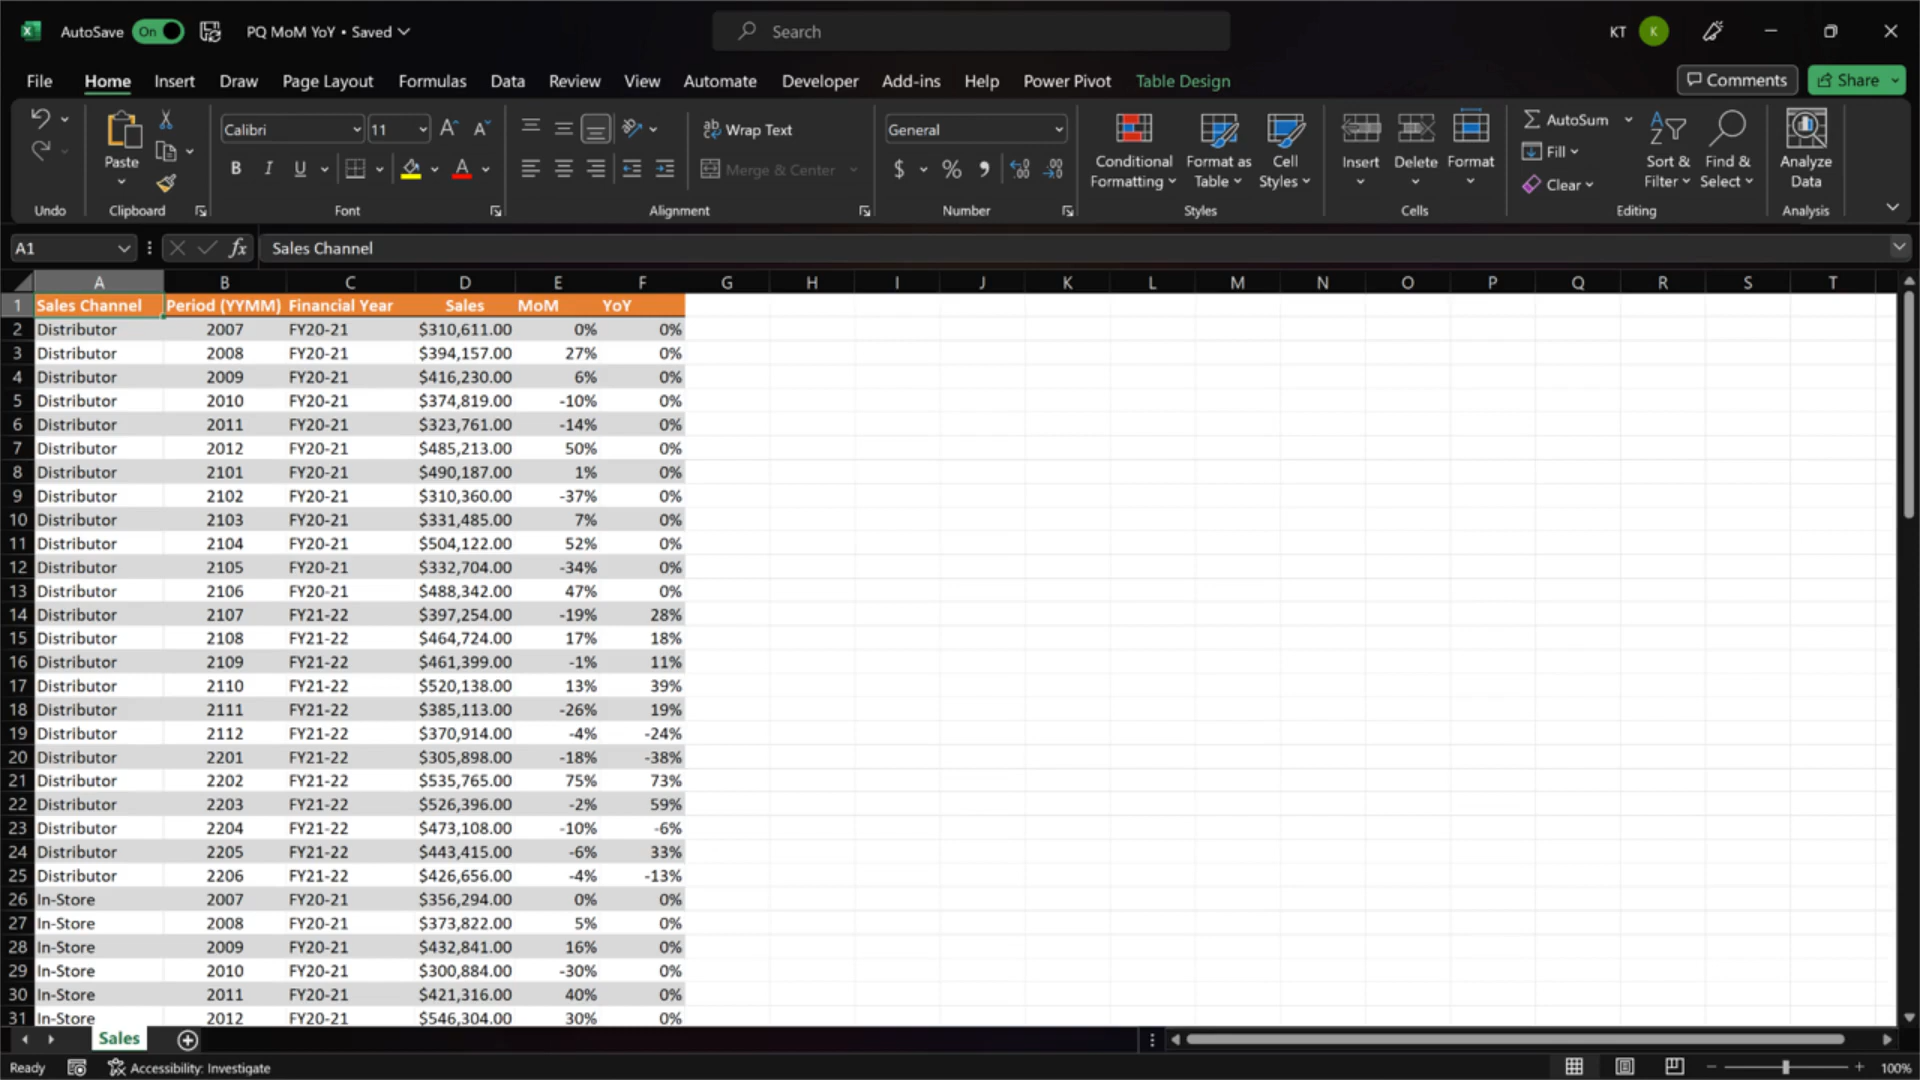 AutoSave On PQ MoM YoY • Saved Search KT K
File Home Insert Draw Page Layout Formulas Data Review View Automate Developer Add-ins Help Power Pivot Table Design Comments Share
Calibri 11 A A ab Wrap Text General AutoSum
Paste Conditional Format as Cell Insert Delete Format Fill Sort & Find & Analyze
B I U A Merge & Center $ % Formatting Table Styles Clear Filter Select Data
Undo Clipboard Font Alignment Number Styles Cells Editing Analysis
A1 fx Sales Channel
A B C D E F G H I J K L M N O P Q R S T
1 Sales Channel Period (YYMM) Financial Year Sales MoM YoY
2 Distributor 2007 FY20-21 $310,611.00 0% 0%
3 Distributor 2008 FY20-21 $394,157.00 27% 0%
4 Distributor 2009 FY20-21 $416,230.00 6% 0%
5 Distributor 2010 FY20-21 $374,819.00 -10% 0%
6 Distributor 2011 FY20-21 $323,761.00 -14% 0%
7 Distributor 2012 FY20-21 $485,213.00 50% 0%
8 Distributor 2101 FY20-21 $490,187.00 1% 0%
9 Distributor 2102 FY20-21 $310,360.00 -37% 0%
10 Distributor 2103 FY20-21 $331,485.00 7% 0%
11 Distributor 2104 FY20-21 $504,122.00 52% 0%
12 Distributor 2105 FY20-21 $332,704.00 -34% 0%
13 Distributor 2106 FY20-21 $488,342.00 47% 0%
14 Distributor 2107 FY21-22 $397,254.00 -19% 28%
15 Distributor 2108 FY21-22 $464,724.00 17% 18%
16 Distributor 2109 FY21-22 $461,399.00 -1% 11%
17 Distributor 2110 FY21-22 $520,138.00 13% 39%
18 Distributor 2111 FY21-22 $385,113.00 -26% 19%
19 Distributor 2112 FY21-22 $370,914.00 -4% -24%
20 Distributor 2201 FY21-22 $305,898.00 -18% -38%
21 Distributor 2202 FY21-22 $535,765.00 75% 73%
22 Distributor 2203 FY21-22 $526,396.00 -2% 59%
23 Distributor 2204 FY21-22 $473,108.00 -10% -6%
24 Distributor 2205 FY21-22 $443,415.00 -6% 33%
25 Distributor 2206 FY21-22 $426,656.00 -4% -13%
26 In-Store 2007 FY20-21 $356,294.00 0% 0%
27 In-Store 2008 FY20-21 $373,822.00 5% 0%
28 In-Store 2009 FY20-21 $432,841.00 16% 0%
29 In-Store 2010 FY20-21 $300,884.00 -30% 0%
30 In-Store 2011 FY20-21 $421,316.00 40% 0%
31 In-Store 2012 FY20-21 $546,304.00 30% 0%
Sales
Ready Accessibility: Investigate 100%